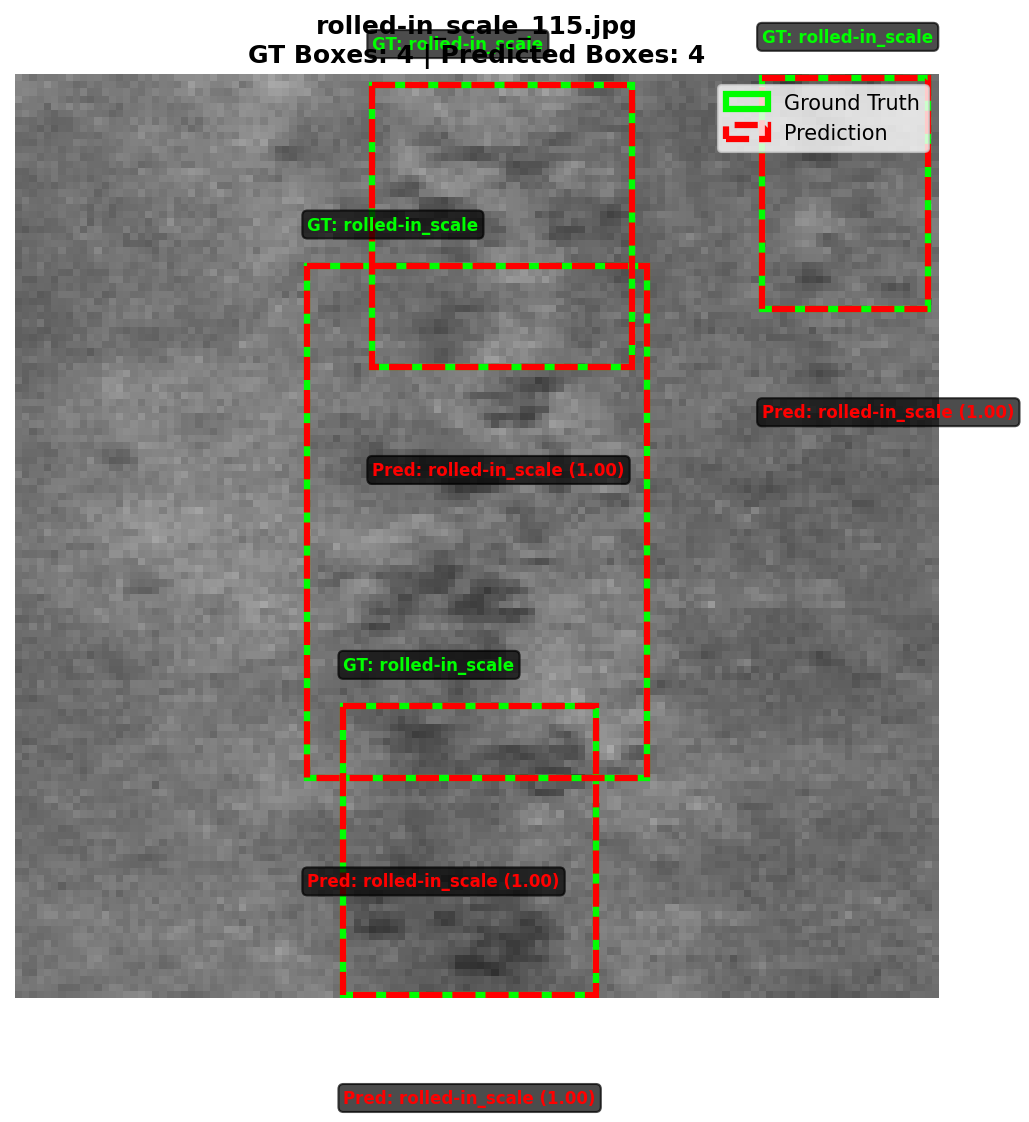 rolled-in_scale_115.jpg
GT Boxes: 4 | Predicted Boxes: 4
GT: rolled-in_scale
GT: rolled-in_scale
Ground Truth
Prediction
GT: rolled-in_scale
Pred: rolled-in_scale (1.00)
Pred: rolled-in_scale (1.00)
GT: rolled-in_scale
Pred: rolled-in_scale (1.00)
Pred: rolled-in_scale (1.00)